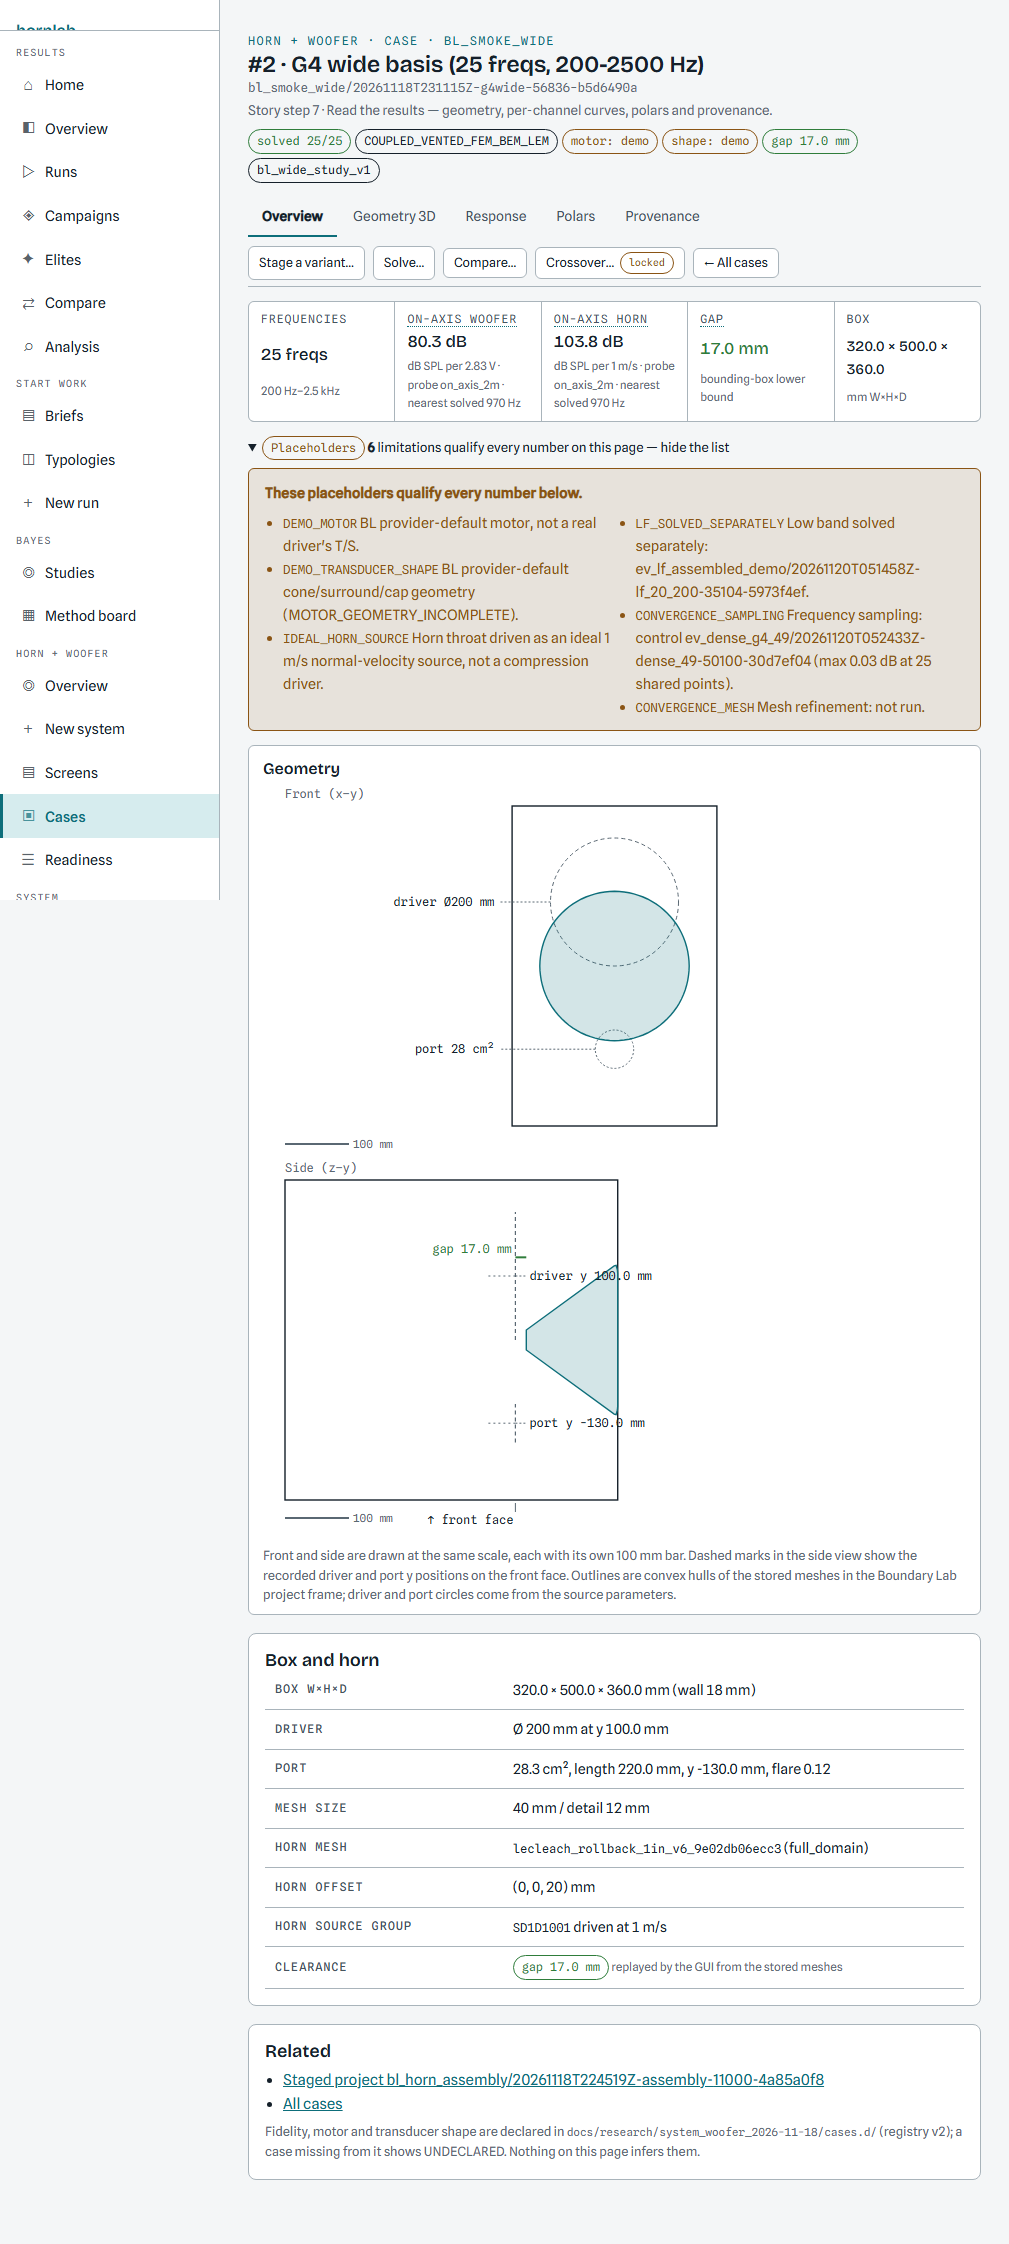 hornlab
RESULTS
Home
Overview
Runs
Campaigns
Elites
Compare
Analysis
START WORK
Briefs
Typologies
+ New run
BAYES
Studies
Method board
HORN + WOOFER
Overview
+ New system
Screens
Cases
Readiness
SYSTEM
HORN + WOOFER · CASE · BL_SMOKE_WIDE
#2 · G4 wide basis (25 freqs, 200-2500 Hz)
bl_smoke_wide/20261118T231115Z-g4wide-56836-b5d6490a
Story step 7 · Read the results — geometry, per-channel curves, polars and provenance.
solved 25/25 COUPLED_VENTED_FEM_BEM_LEM motor: demo shape: demo gap 17.0 mm
bl_wide_study_v1
Overview Geometry 3D Response Polars Provenance
Stage a variant... Solve... Compare... Crossover... locked ← All cases
FREQUENCIES
25 freqs
200 Hz–2.5 kHz
ON-AXIS WOOFER
80.3 dB
dB SPL per 2.83 V ·
probe on_axis_2m ·
nearest solved 970 Hz
ON-AXIS HORN
103.8 dB
dB SPL per 1 m/s · probe
on_axis_2m · nearest
solved 970 Hz
GAP
17.0 mm
bounding-box lower
bound
BOX
320.0 × 500.0 ×
360.0
mm W×H×D
▼ Placeholders 6 limitations qualify every number on this page — hide the list
These placeholders qualify every number below.
• DEMO_MOTOR BL provider-default motor, not a real
driver's T/S.
• DEMO_TRANSDUCER_SHAPE BL provider-default
cone/surround/cap geometry
(MOTOR_GEOMETRY_INCOMPLETE).
• IDEAL_HORN_SOURCE Horn throat driven as an ideal 1
m/s normal-velocity source, not a compression
driver.
• LF_SOLVED_SEPARATELY Low band solved
separately:
ev_lf_assembled_demo/20261120T051458Z-
lf_20_200-35104-5973f4ef.
• CONVERGENCE_SAMPLING Frequency sampling:
control ev_dense_g4_49/20261120T052433Z-
dense_49-50100-30d7ef04 (max 0.03 dB at 25
shared points).
• CONVERGENCE_MESH Mesh refinement: not run.
Geometry
Front (x-y)
driver Ø200 mm
port 28 cm²
100 mm
Side (z-y)
gap 17.0 mm
driver y 100.0 mm
port y -130.0 mm
100 mm
↑ front face
Front and side are drawn at the same scale, each with its own 100 mm bar. Dashed marks in the side view show the
recorded driver and port y positions on the front face. Outlines are convex hulls of the stored meshes in the Boundary Lab
project frame; driver and port circles come from the source parameters.
Box and horn
BOX W×H×D 320.0 × 500.0 × 360.0 mm (wall 18 mm)
DRIVER Ø 200 mm at y 100.0 mm
PORT 28.3 cm², length 220.0 mm, y -130.0 mm, flare 0.12
MESH SIZE 40 mm / detail 12 mm
HORN MESH lecleach_rollback_1in_v6_9e02db06ecc3 (full_domain)
HORN OFFSET (0, 0, 20) mm
HORN SOURCE GROUP SD1D1001 driven at 1 m/s
CLEARANCE gap 17.0 mm replayed by the GUI from the stored meshes
Related
• Staged project bl_horn_assembly/20261118T224519Z-assembly-11000-4a85a0f8
• All cases
Fidelity, motor and transducer shape are declared in docs/research/system_woofer_2026-11-18/cases.d/ (registry v2); a
case missing from it shows UNDECLARED. Nothing on this page infers them.